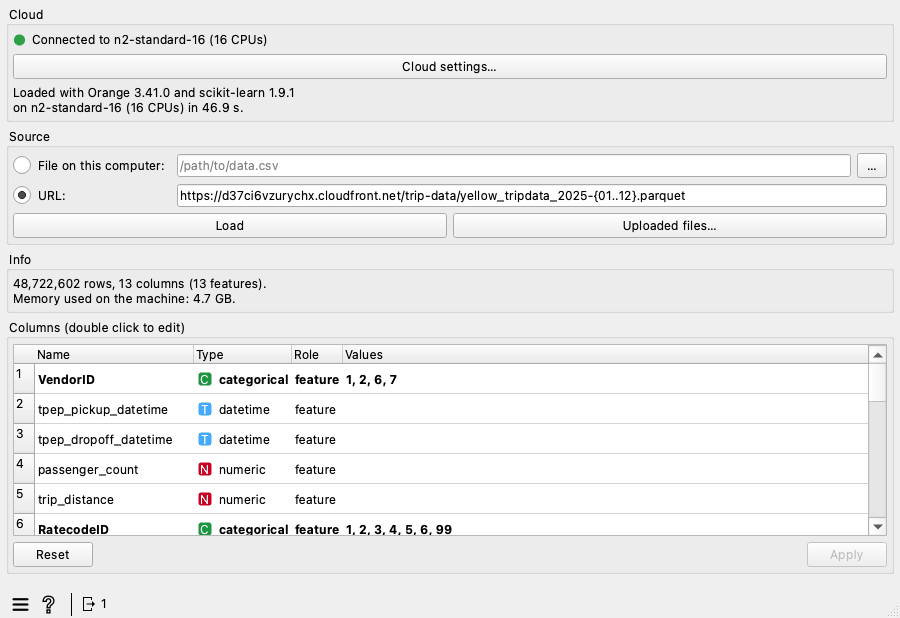 Cloud
Connected to n2-standard-16 (16 CPUs)
Cloud settings...
Loaded with Orange 3.41.0 and scikit-learn 1.9.1
on n2-standard-16 (16 CPUs) in 46.9 s.
Source
File on this computer: /path/to/data.csv ...
URL: https://d37ci6vzurychx.cloudfront.net/trip-data/yellow_tripdata_2025-{01..12}.parquet
Load Uploaded files...
Info
48,722,602 rows, 13 columns (13 features).
Memory used on the machine: 4.7 GB.
Columns (double click to edit)
Name Type Role Values
1 VendorID C categorical feature 1, 2, 6, 7
2 tpep_pickup_datetime T datetime feature
3 tpep_dropoff_datetime T datetime feature
4 passenger_count N numeric feature
5 trip_distance N numeric feature
6 RatecodeID C categorical feature 1, 2, 3, 4, 5, 6, 99
Reset Apply
? 1